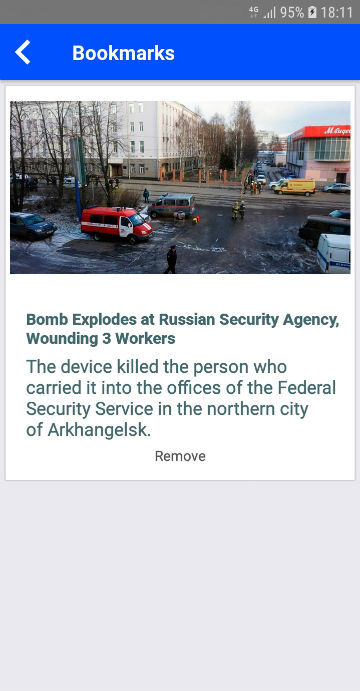 4G 95% 18:11
Bookmarks
Bomb Explodes at Russian Security Agency,
Wounding 3 Workers
The device killed the person who
carried it into the offices of the Federal
Security Service in the northern city
of Arkhangelsk.
Remove